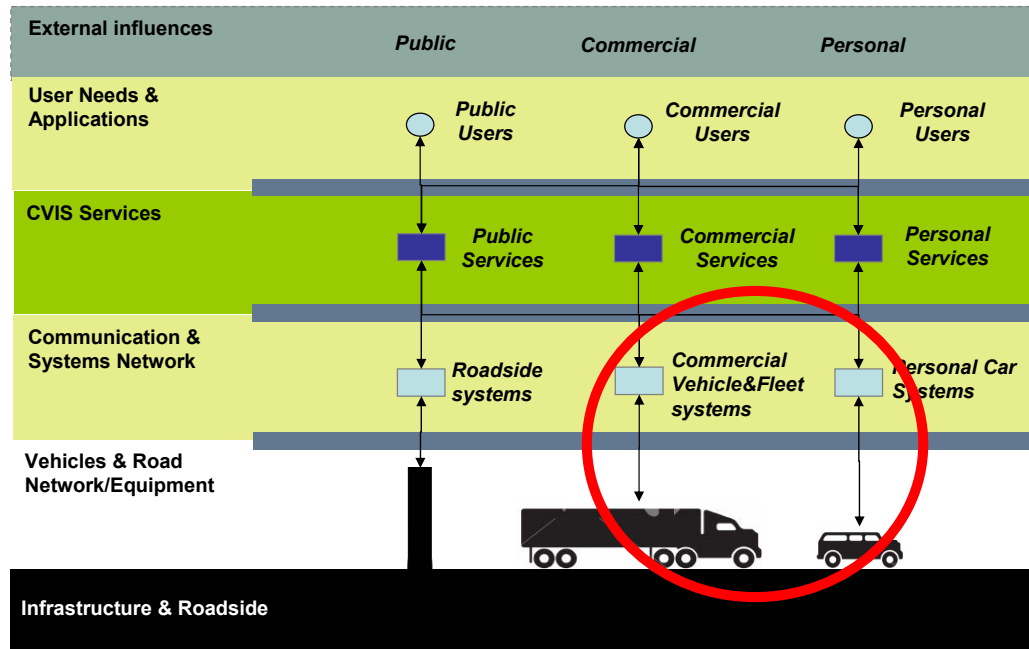 External influences
Public
Commercial
Personal
User Needs &
Applications
Public
Users
Commercial
Users
Personal
Users
CVIS Services
Public
Services
Commercial
Services
Personal
Services
Communication &
Systems Network
Roadside
systems
Commercial
Vehicle&Fleet
systems
Personal Car
Systems
Vehicles & Road
Network/Equipment
Infrastructure & Roadside